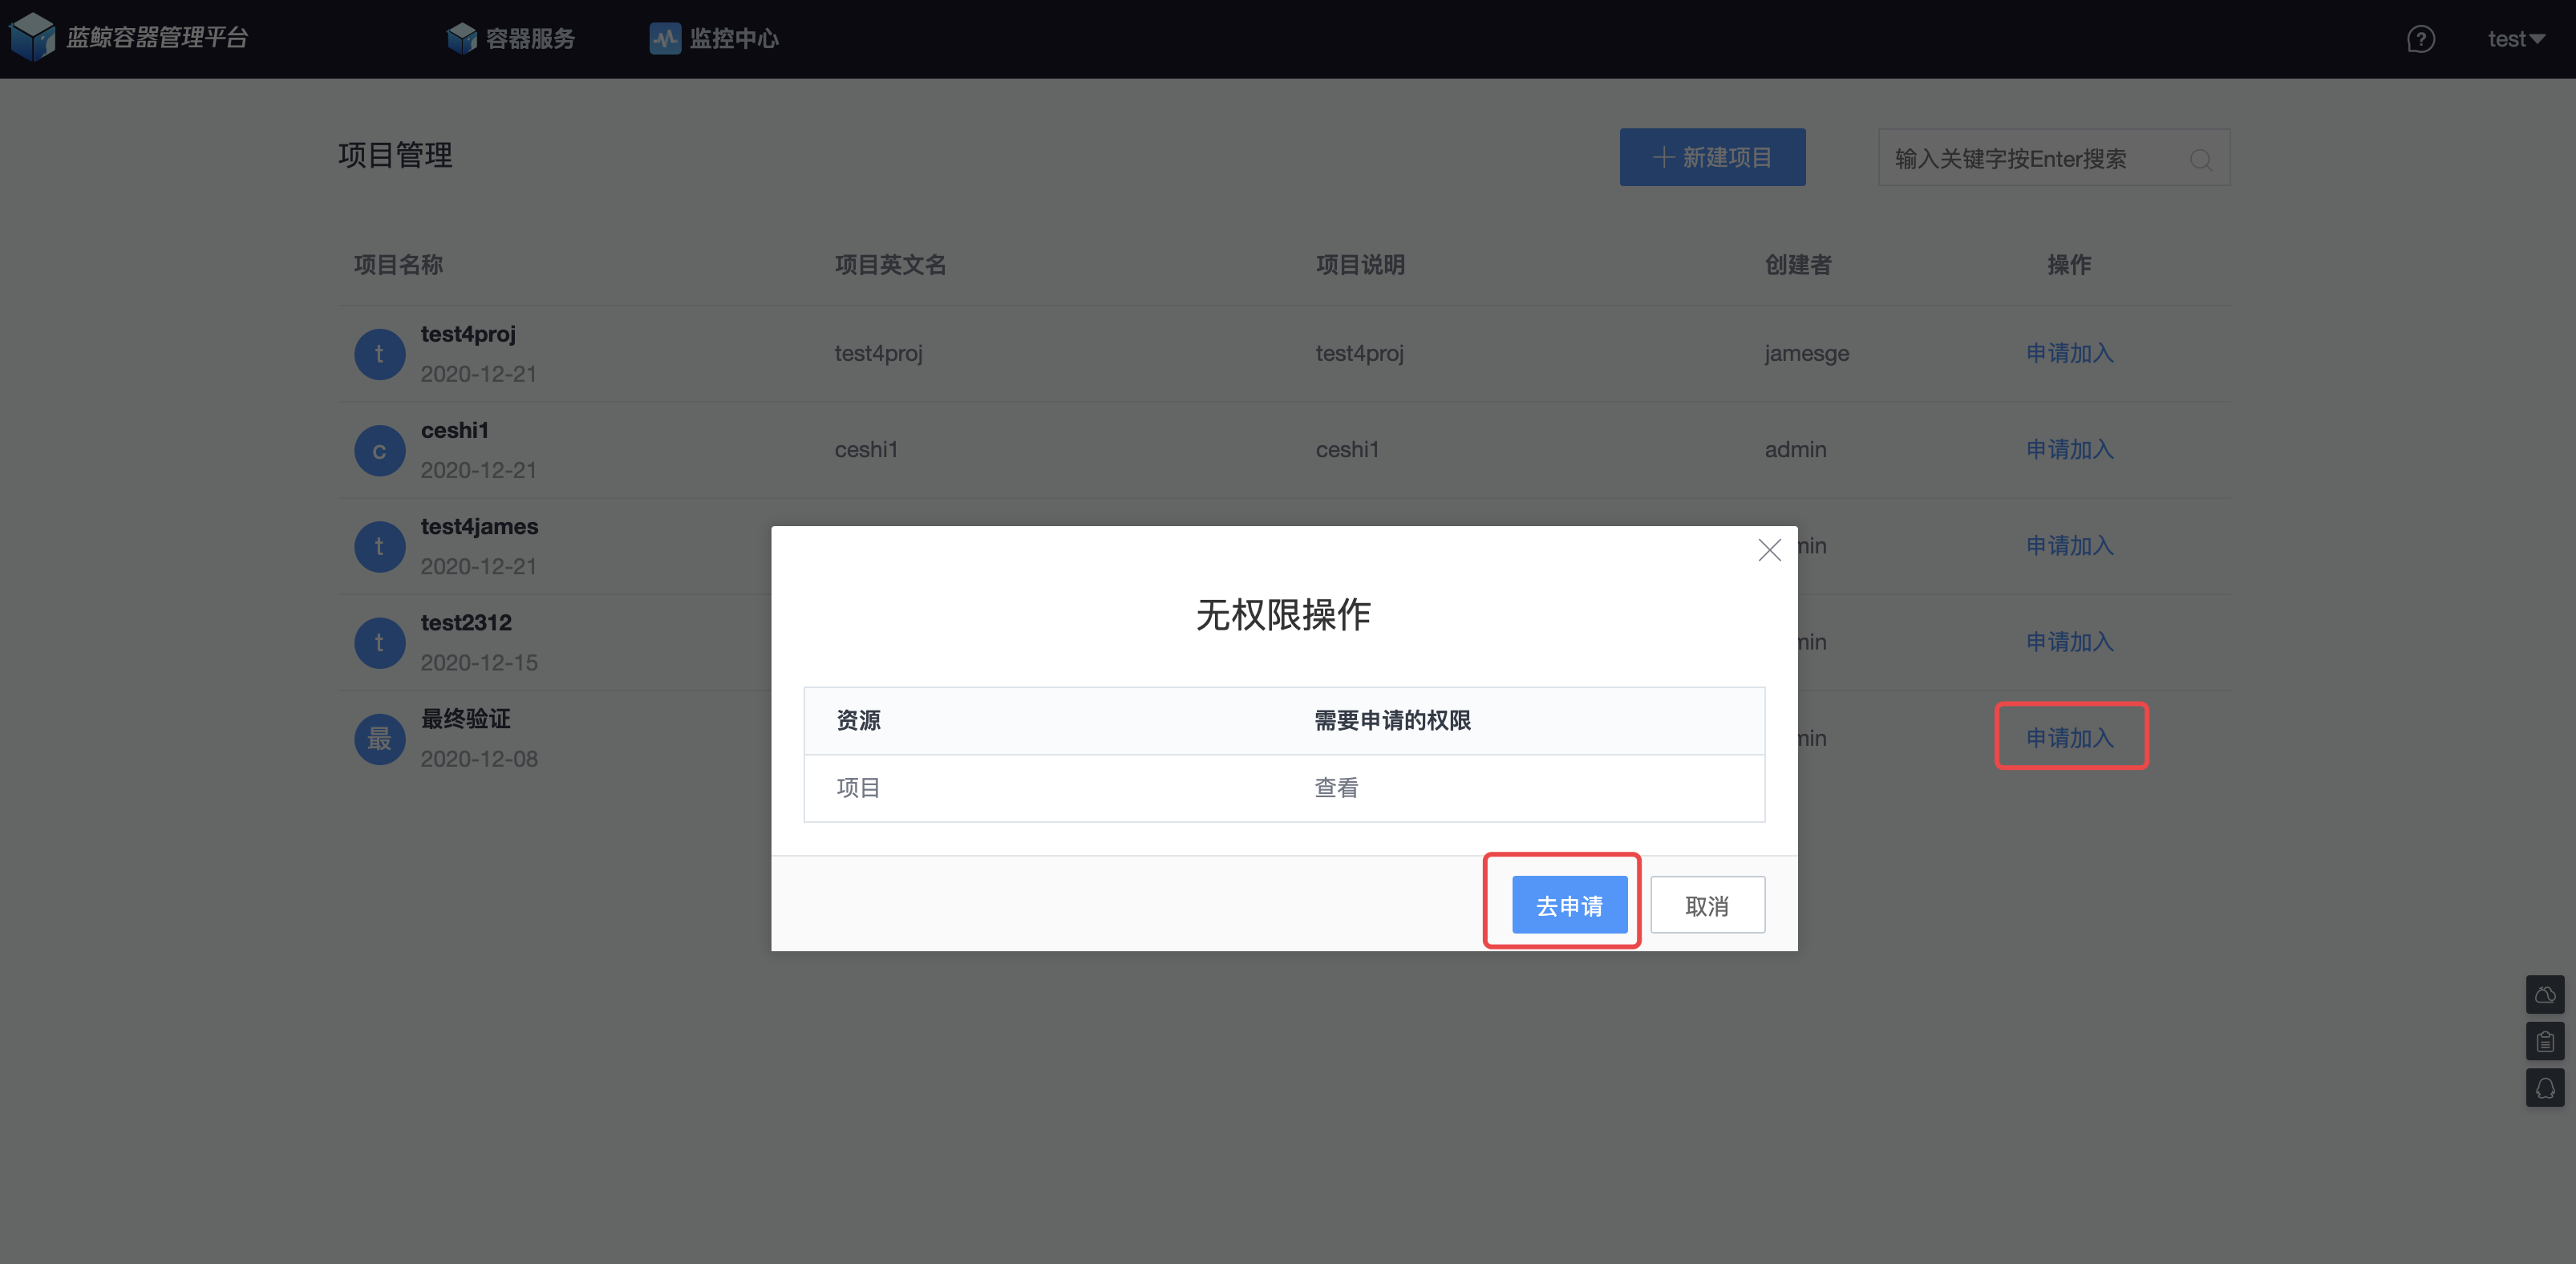 蓝鲸容器管理平台 容器服务 监控中心 test
项目管理 新建项目 输入关键字按Enter搜索
项目名称 项目英文名 项目说明 创建者 操作
t test4proj test4proj test4proj jamesge 申请加入
2020-12-21
c ceshi1 ceshi1 ceshi1 admin 申请加入
2020-12-21
t test4james min 申请加入
2020-12-21
t test2312 min 申请加入
2020-12-15
最 最终验证 min 申请加入
2020-12-08
无权限操作
资源 需要申请的权限
项目 查看
去申请 取消